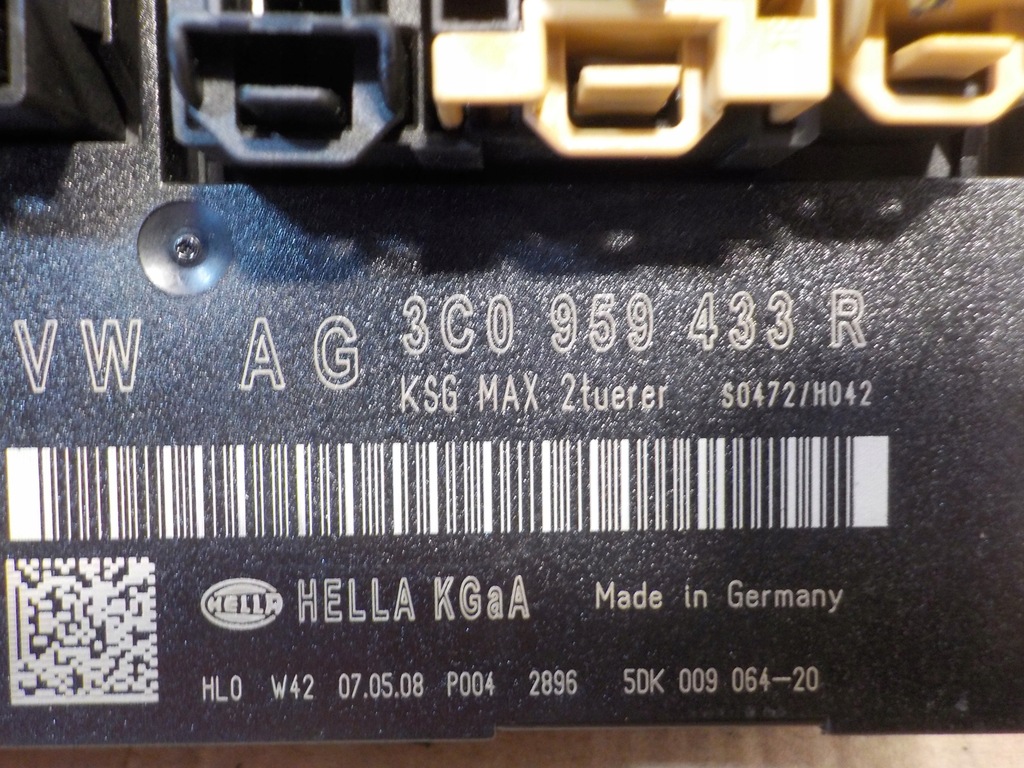 VW AG 3C0 959 433 R
KSG MAX 2tuerer S0472/H042
HELLA HELLA KGaA Made in Germany
HLO W42 07.05.08 P004 2896 5DK 009 064-20